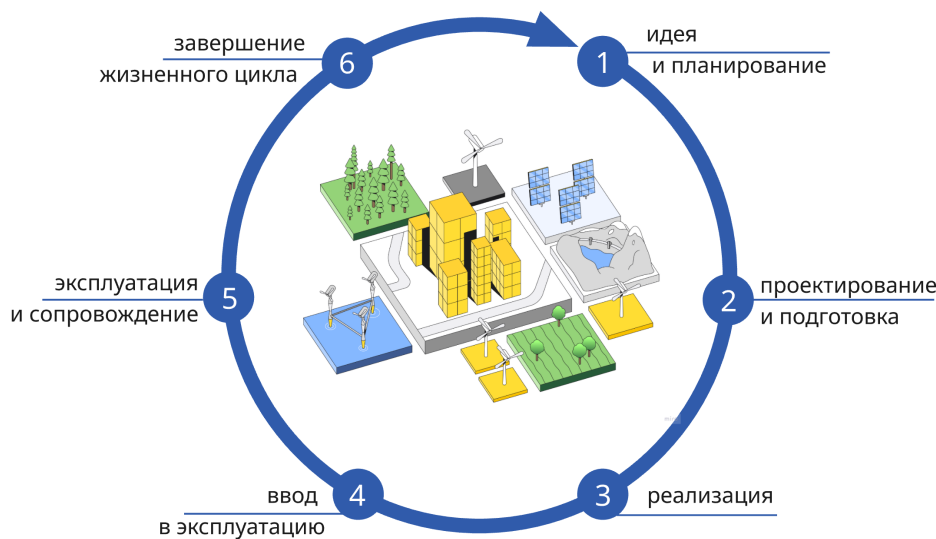 1
идея
и планирование
2
проектирование
и подготовка
3
реализация
4
ввод
в эксплуатацию
5
эксплуатация
и сопровождение
6
завершение
жизненного цикла